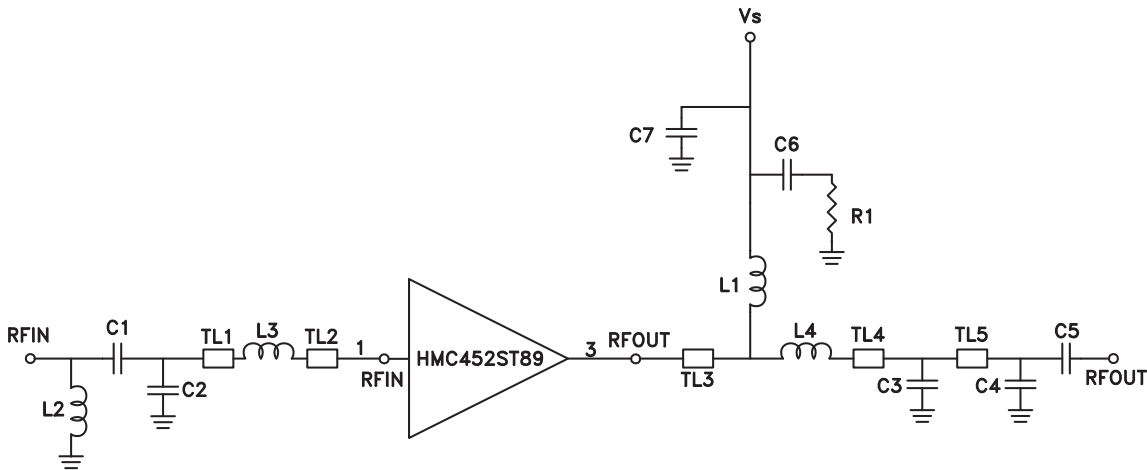 Vs
C7
C6
R1
L1
RFIN
C1
TL1
L3
TL2
1
RFIN
HMC452ST89
3
RFOUT
TL3
L4
TL4
TL5
C5
RFOUT
L2
C2
C3
C4